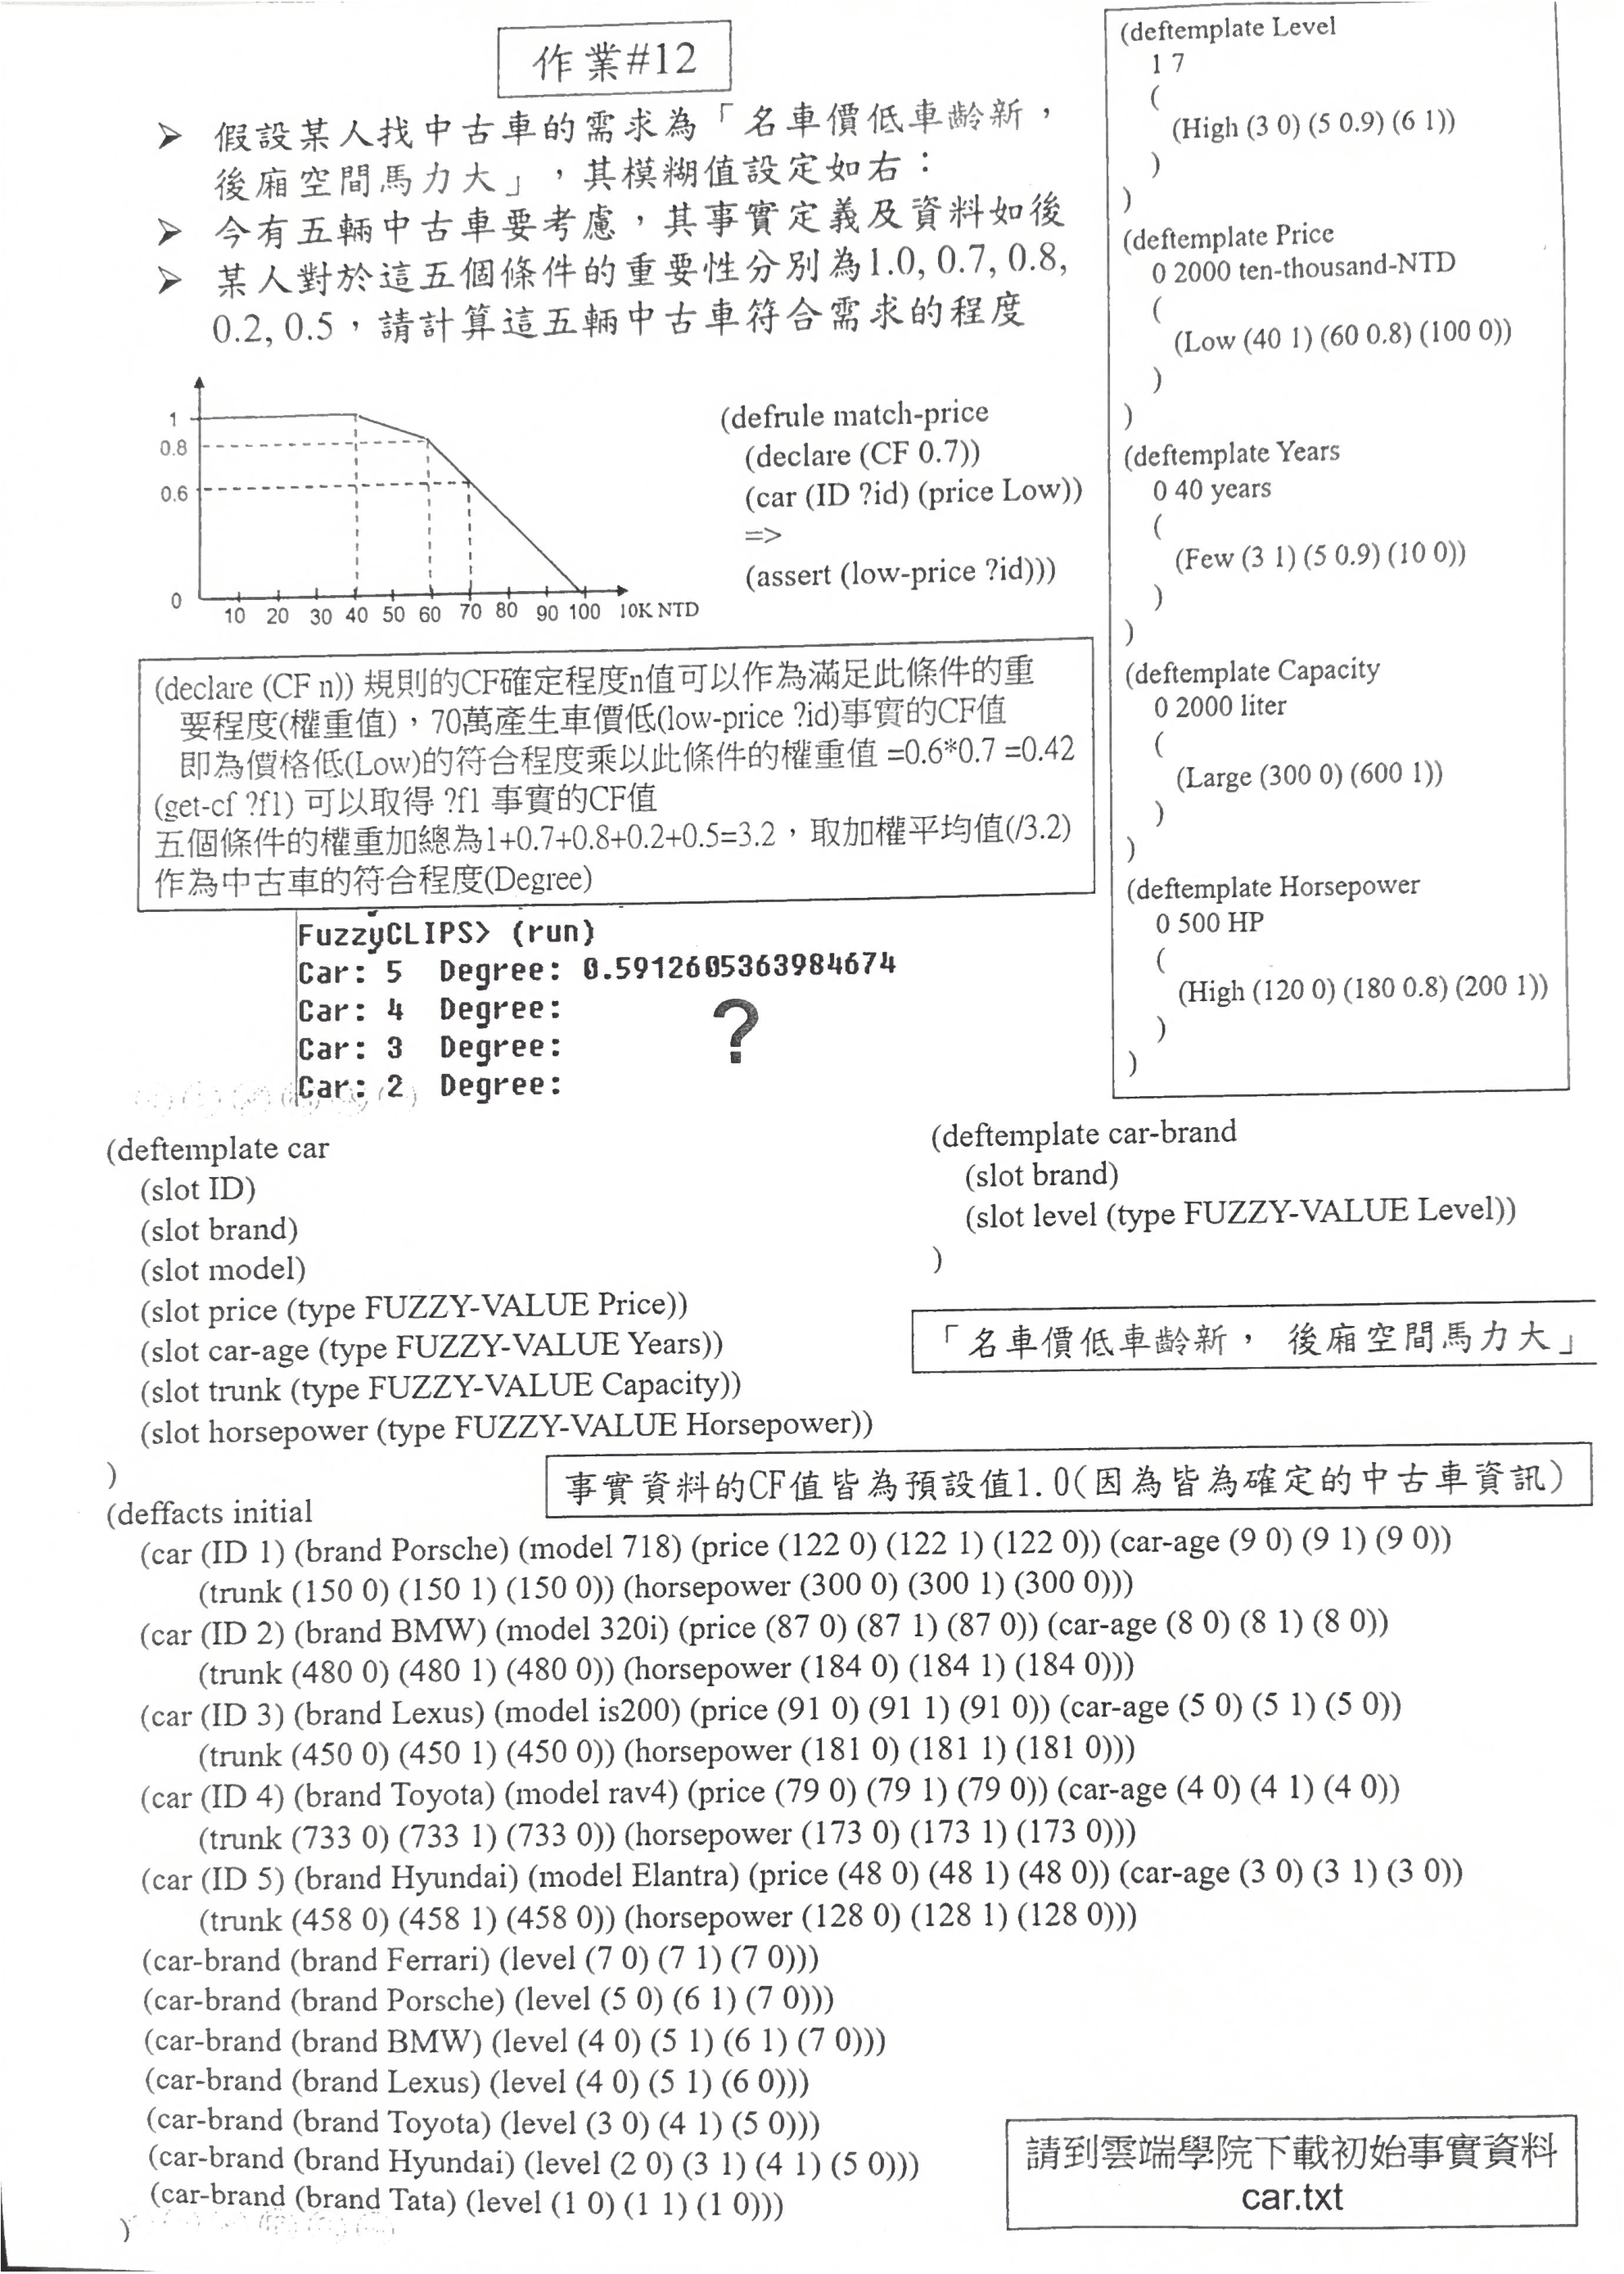 作業#12
➢ 假設某人找中古車的需求為「名車價低車齡新，
後廂空間馬力大」，其模糊值設定如右：
➢ 今有五輛中古車要考慮，其事實定義及資料如後
➢ 某人對於這五個條件的重要性分別為1.0, 0.7, 0.8,
0.2, 0.5，請計算這五輛中古車符合需求的程度
1
0.8
0.6
0
10 20 30 40 50 60 70 80 90 100 10K NTD
(defrule match-price
(declare (CF 0.7))
(car (ID ?id) (price Low))
=>
(assert (low-price ?id)))
(declare (CF n)) 規則的CF確定程度n值可以作為滿足此條件的重
要程度(權重值)，70萬產生車價低(low-price ?id)事實的CF值
即為價格低(Low)的符合程度乘以此條件的權重值 =0.6*0.7 =0.42
(get-cf ?f1) 可以取得 ?f1 事實的CF值
五個條件的權重加總為1+0.7+0.8+0.2+0.5=3.2，取加權平均值(/3.2)
作為中古車的符合程度(Degree)
FuzzyCLIPS> (run)
Car: 5 Degree: 0.5912605363984674
Car: 4 Degree:
Car: 3 Degree:
Car: 2 Degree:
?
(deftemplate Level
1 7
(
(High (3 0) (5 0.9) (6 1))
)
)
(deftemplate Price
0 2000 ten-thousand-NTD
(
(Low (40 1) (60 0.8) (100 0))
)
)
(deftemplate Years
0 40 years
(
(Few (3 1) (5 0.9) (10 0))
)
)
(deftemplate Capacity
0 2000 liter
(
(Large (300 0) (600 1))
)
)
(deftemplate Horsepower
0 500 HP
(
(High (120 0) (180 0.8) (200 1))
)
)
(deftemplate car
(slot ID)
(slot brand)
(slot model)
(slot price (type FUZZY-VALUE Price))
(slot car-age (type FUZZY-VALUE Years))
(slot trunk (type FUZZY-VALUE Capacity))
(slot horsepower (type FUZZY-VALUE Horsepower))
)
(deftemplate car-brand
(slot brand)
(slot level (type FUZZY-VALUE Level))
)
「名車價低車齡新， 後廂空間馬力大」
事實資料的CF值皆為預設值1.0(因為皆為確定的中古車資訊)
(deffacts initial
(car (ID 1) (brand Porsche) (model 718) (price (122 0) (122 1) (122 0)) (car-age (9 0) (9 1) (9 0))
(trunk (150 0) (150 1) (150 0)) (horsepower (300 0) (300 1) (300 0)))
(car (ID 2) (brand BMW) (model 320i) (price (87 0) (87 1) (87 0)) (car-age (8 0) (8 1) (8 0))
(trunk (480 0) (480 1) (480 0)) (horsepower (184 0) (184 1) (184 0)))
(car (ID 3) (brand Lexus) (model is200) (price (91 0) (91 1) (91 0)) (car-age (5 0) (5 1) (5 0))
(trunk (450 0) (450 1) (450 0)) (horsepower (181 0) (181 1) (181 0)))
(car (ID 4) (brand Toyota) (model rav4) (price (79 0) (79 1) (79 0)) (car-age (4 0) (4 1) (4 0))
(trunk (733 0) (733 1) (733 0)) (horsepower (173 0) (173 1) (173 0)))
(car (ID 5) (brand Hyundai) (model Elantra) (price (48 0) (48 1) (48 0)) (car-age (3 0) (3 1) (3 0))
(trunk (458 0) (458 1) (458 0)) (horsepower (128 0) (128 1) (128 0)))
(car-brand (brand Ferrari) (level (7 0) (7 1) (7 0)))
(car-brand (brand Porsche) (level (5 0) (6 1) (7 0)))
(car-brand (brand BMW) (level (4 0) (5 1) (6 1) (7 0)))
(car-brand (brand Lexus) (level (4 0) (5 1) (6 0)))
(car-brand (brand Toyota) (level (3 0) (4 1) (5 0)))
(car-brand (brand Hyundai) (level (2 0) (3 1) (4 1) (5 0)))
(car-brand (brand Tata) (level (1 0) (1 1) (1 0)))
)
請到雲端學院下載初始事實資料
car.txt